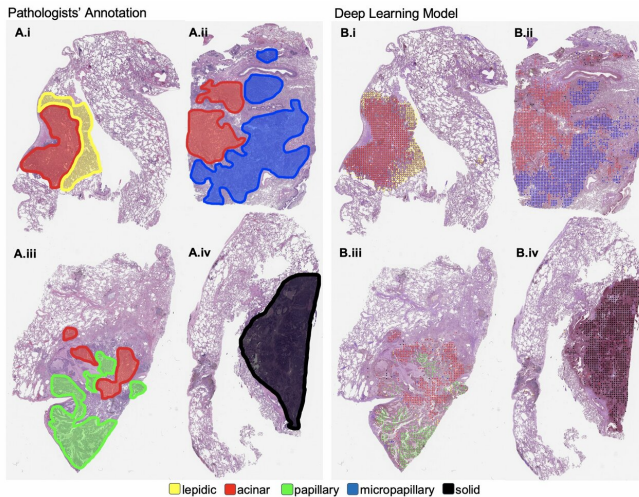 Pathologists' Annotation
Deep Learning Model
A.i
A.ii
B.i
B.ii
A.iii
A.iv
B.iii
B.iv
lepidic acinar papillary micropapillary solid